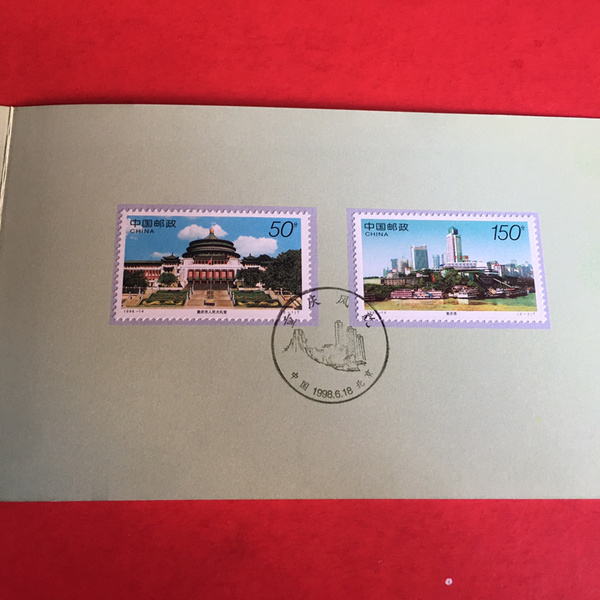 中国邮政
CHINA
50分
1998-14
重庆市人民大礼堂
中国邮政
CHINA
150分
重庆港
重庆风貌
中国 1998.6.18 北京